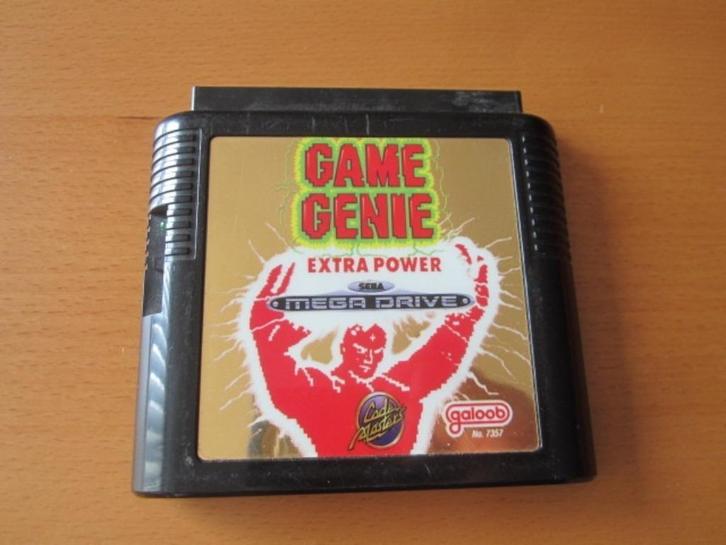 GAME
GENIE
EXTRA POWER
SEGA
MEGA DRIVE
Code
Masters
galoob
No. 7357